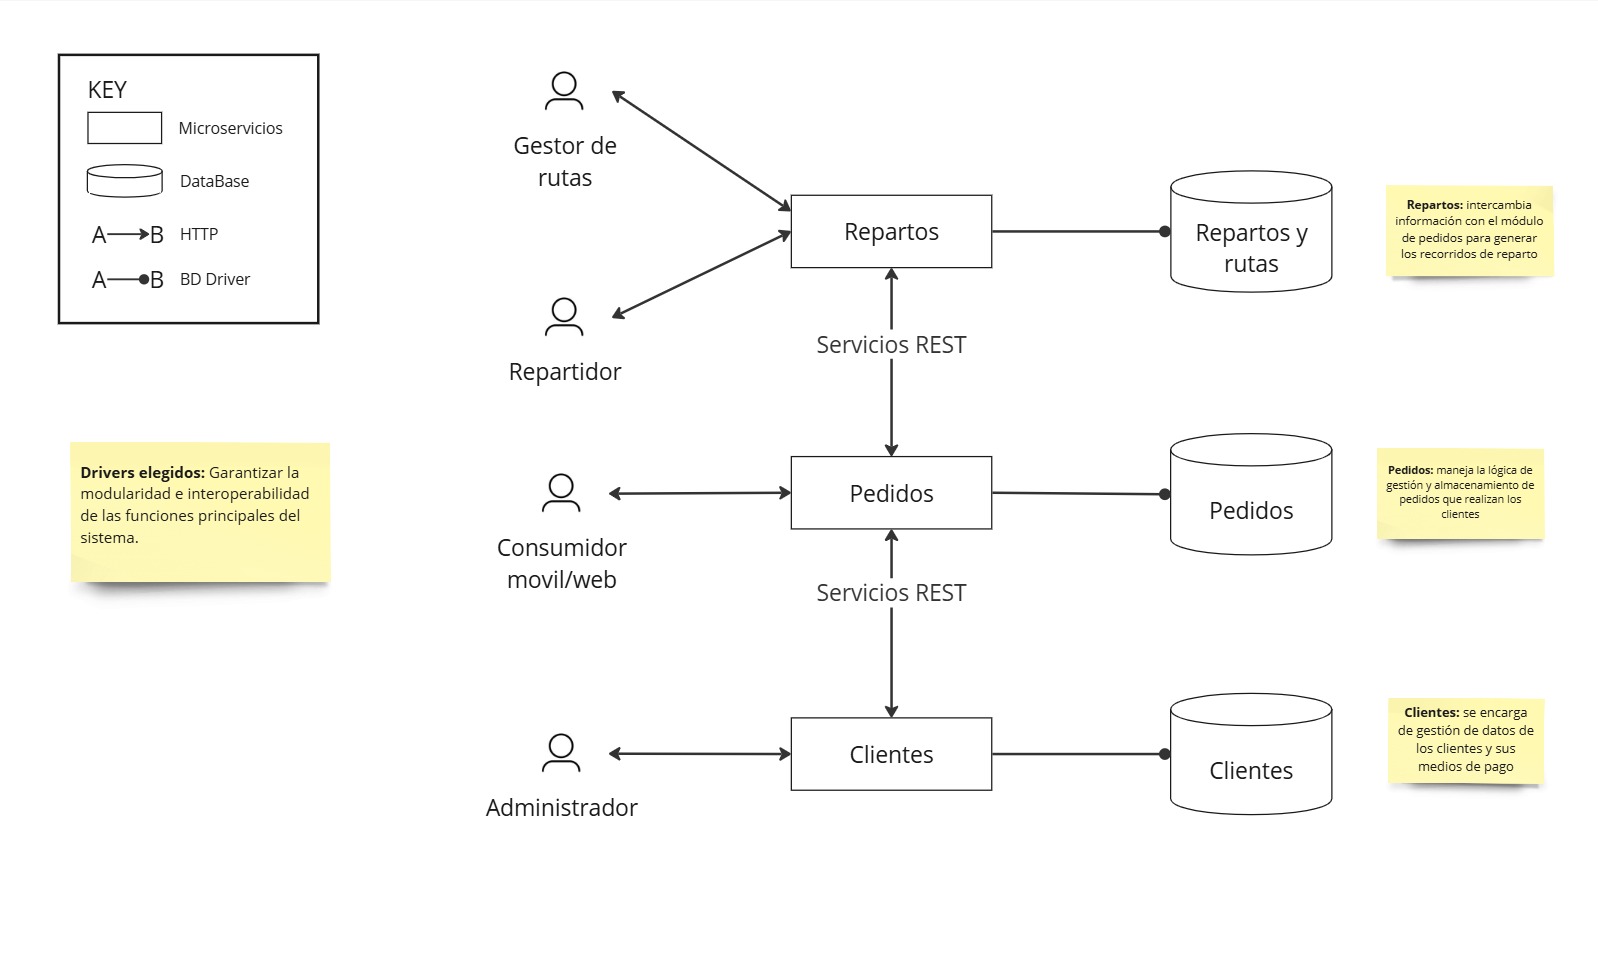 KEY
Microservicios
DataBase
A B HTTP
A B BD Driver
Drivers elegidos: Garantizar la
modularidad e interoperabilidad
de las funciones principales del
sistema.
Gestor de
rutas
Repartidor
Consumidor
movil/web
Administrador
Repartos
Servicios REST
Pedidos
Servicios REST
Clientes
Repartos y
rutas
Pedidos
Clientes
Repartos: intercambia
información con el módulo
de pedidos para generar
los recorridos de reparto
Pedidos: maneja la lógica de
gestión y almacenamiento de
pedidos que realizan los
clientes
Clientes: se encarga
de gestión de datos de
los clientes y sus
medios de pago